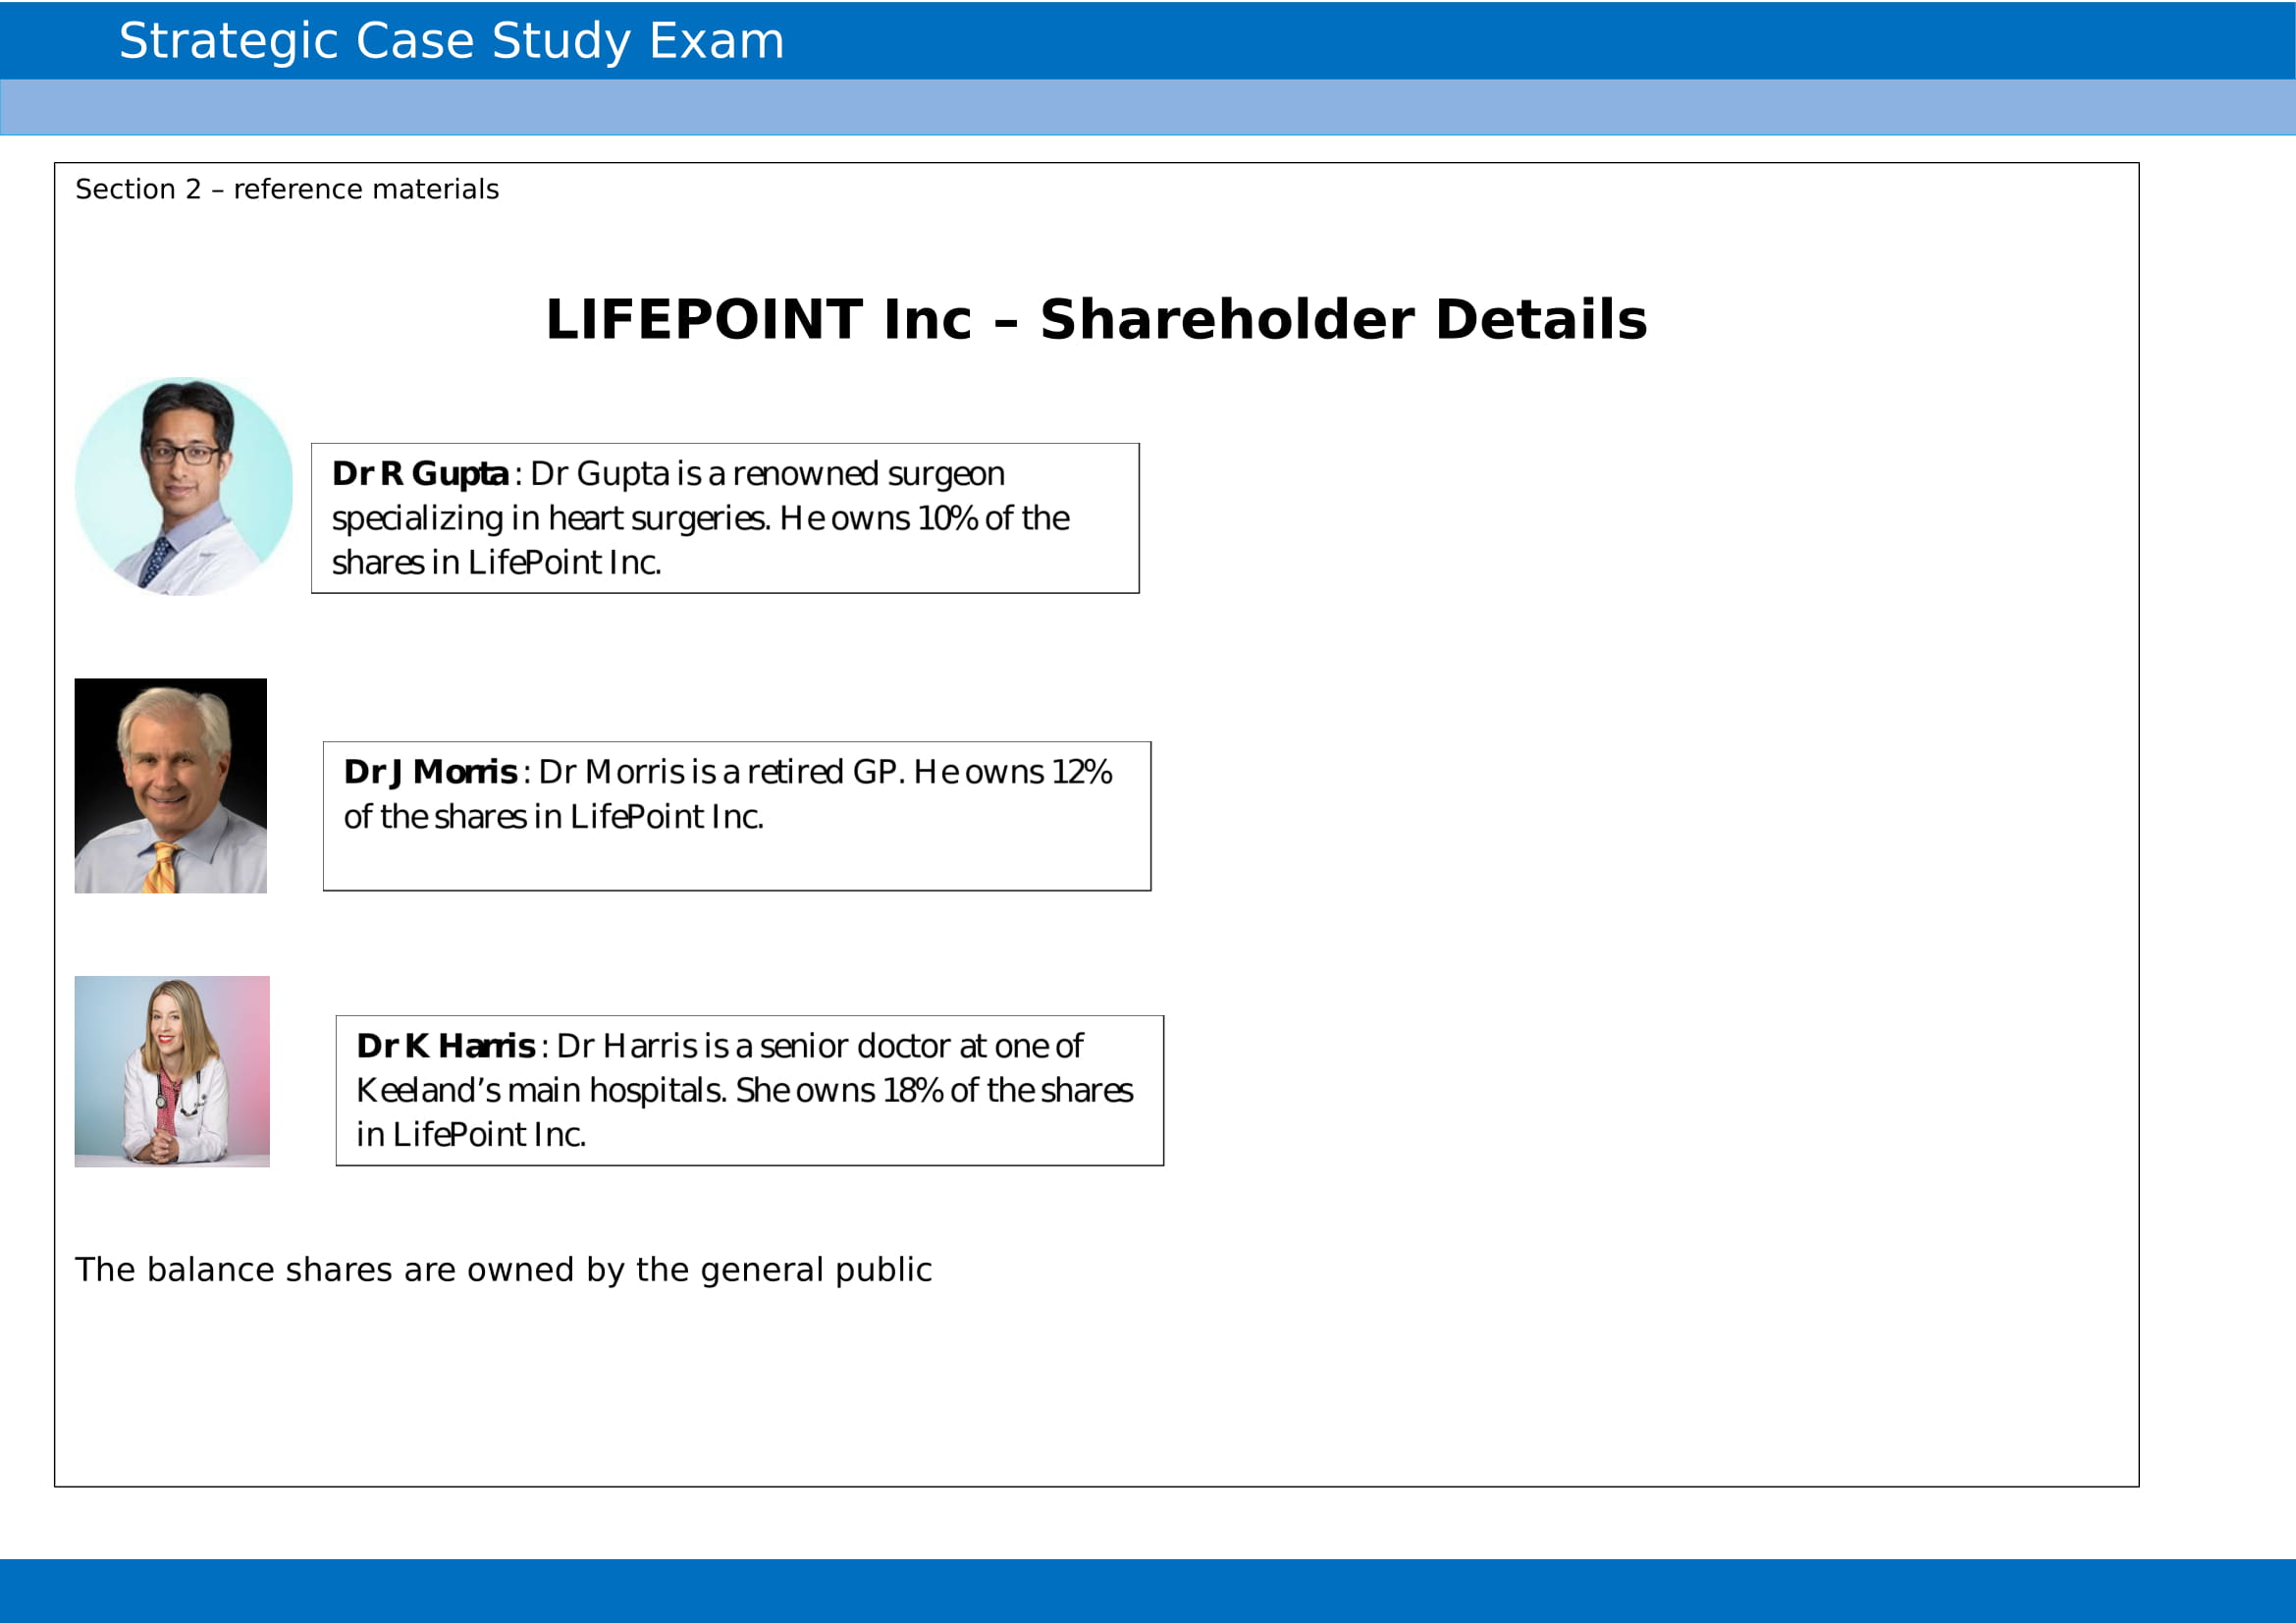 Strategic Case Study Exam
Section 2 – reference materials
LIFEPOINT Inc – Shareholder Details
Dr R Gupta: Dr Gupta is a renowned surgeon
specializing in heart surgeries. He owns 10% of the
shares in LifePoint Inc.
Dr J Morris: Dr Morris is a retired GP. He owns 12%
of the shares in LifePoint Inc.
Dr K Harris: Dr Harris is a senior doctor at one of
Keeland’s main hospitals. She owns 18% of the shares
in LifePoint Inc.
The balance shares are owned by the general public